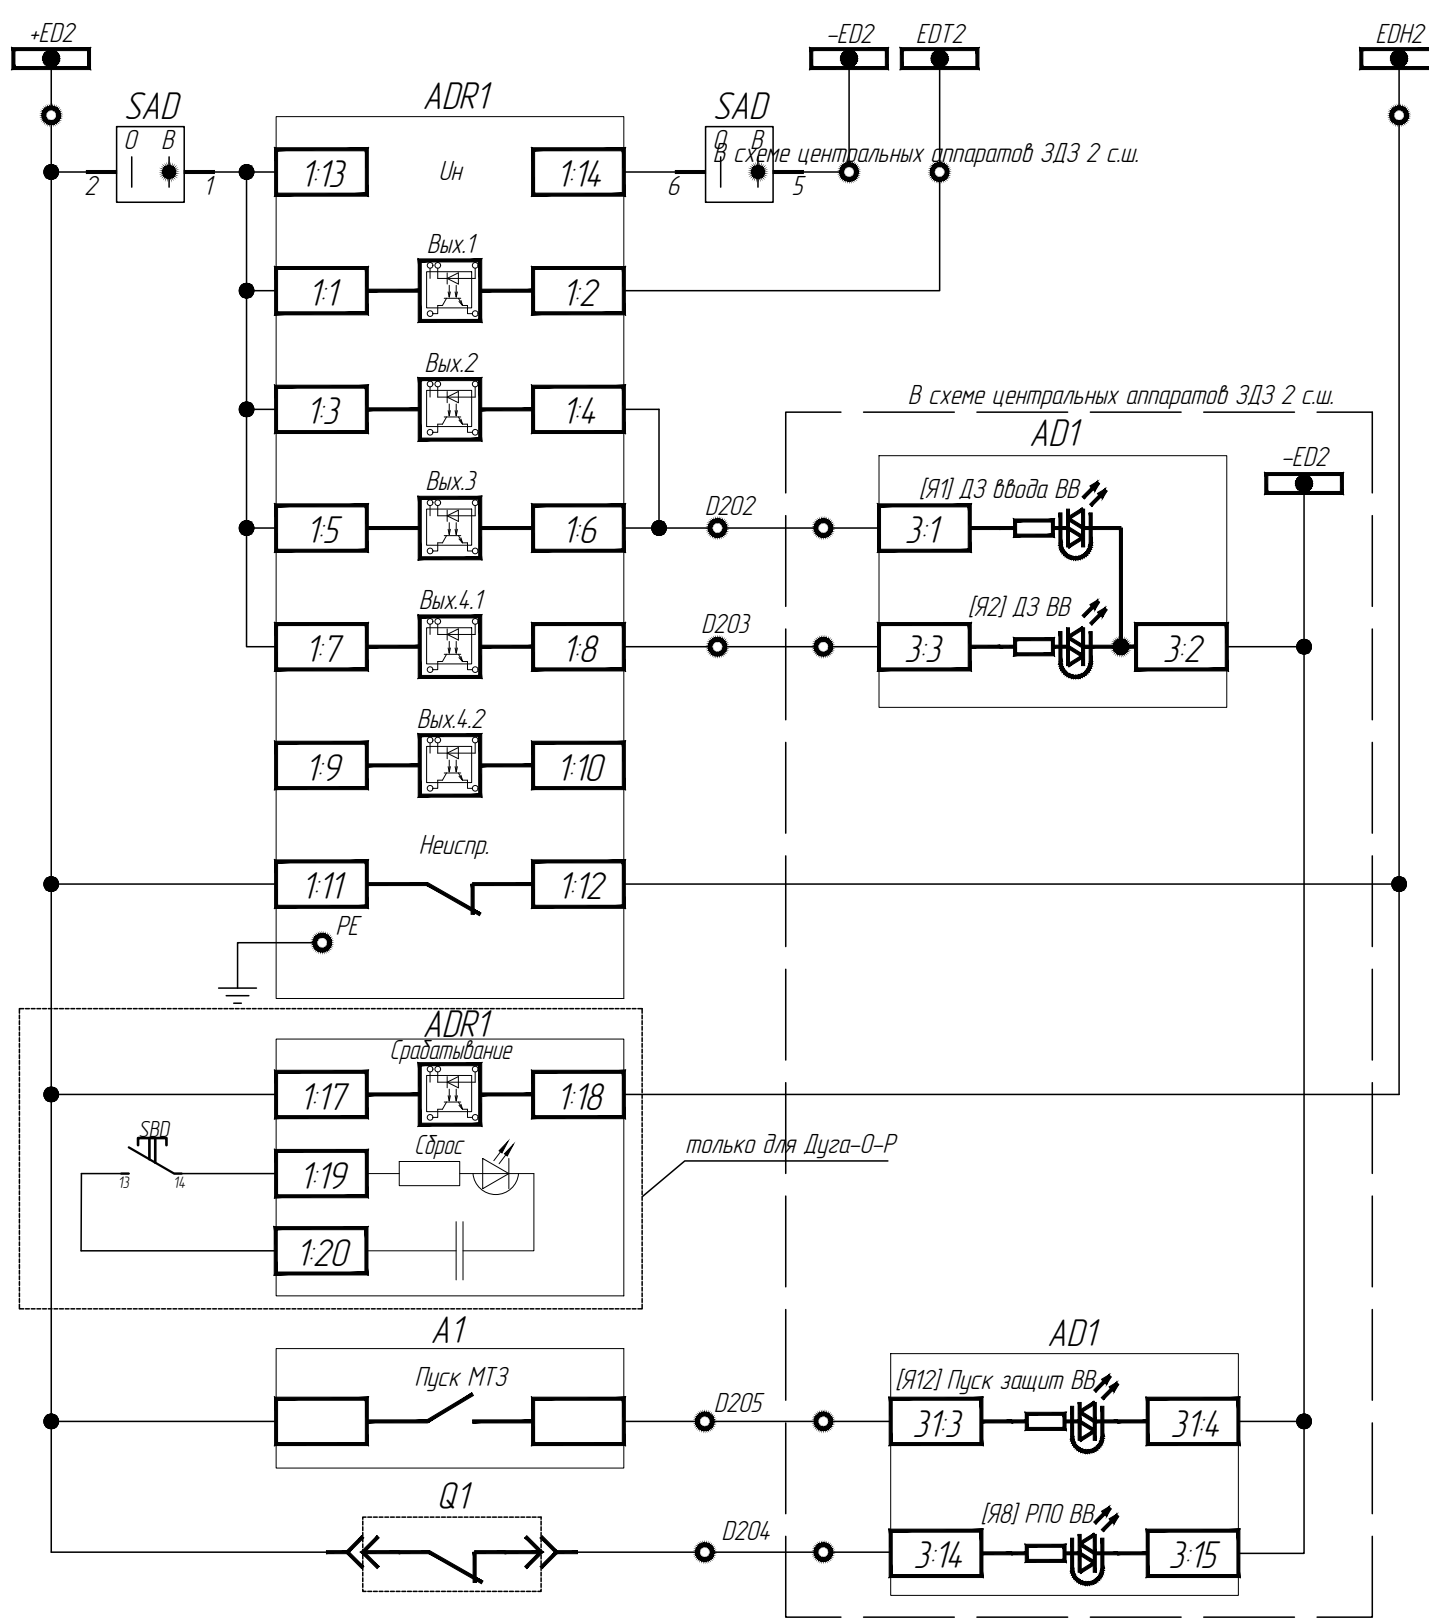 +ED2
-ED2
EDT2
EDH2
SAD
ADR1
SAD
О В
О В
В схеме центральных аппаратов ЗДЗ 2 с.ш.
2
1
1:13
Uн
1:14
6
5
Вых.1
1:1
1:2
Вых.2
1:3
1:4
В схеме центральных аппаратов ЗДЗ 2 с.ш.
AD1
-ED2
Вых.3
[Я1] ДЗ ввода ВВ
1:5
1:6
D202
3:1
Вых.4.1
[Я2] ДЗ ВВ
1:7
1:8
D203
3:3
3:2
Вых.4.2
1:9
1:10
Неиспр.
1:11
1:12
PE
ADR1
Срабатывание
1:17
1:18
SBD
Сброс
только для Дуга-О-Р
13
14
1:19
1:20
A1
AD1
Пуск МТЗ
[Я12] Пуск защит ВВ
D205
31:3
31:4
Q1
[Я8] РПО ВВ
D204
3:14
3:15